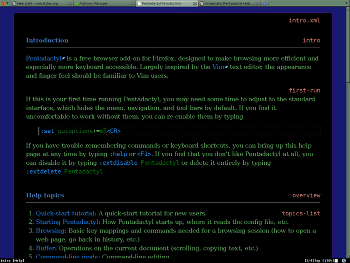 Pentadactyl Introduction
intro.xml
Introduction
intro
Pentadactyl is a free browser add-on for Firefox, designed to make browsing more efficient and
especially more keyboard accessible. Largely inspired by the Vim text editor, the appearance
and finger feel should be familiar to Vim users.
first-run
If this is your first time running Pentadactyl, you may need some time to adjust to the standard
interface, which hides the menu, navigation, and tool bars by default. If you find it
uncomfortable to work without them, you can re-enable them by typing
:set guioptions+=mT<CR>
If you have trouble remembering commands or keyboard shortcuts, you can bring up this help
page at any time by typing :help or <F1>. If you find that you don't like Pentadactyl at all, you
can disable it by typing :extdisable Pentadactyl or delete it entirely by typing
:extdelete Pentadactyl
overview
Help topics
topics-list
1. Quick-start tutorial: A quick-start tutorial for new users.
2. Starting Pentadactyl: How Pentadactyl starts up, where it reads the config file, etc.
3. Browsing: Basic key mappings and commands needed for a browsing session (how to open a
web page, go back in history, etc.)
4. Buffer: Operations on the current document (scrolling, copying text, etc.)
5. Command-line mode: Command-line editing.